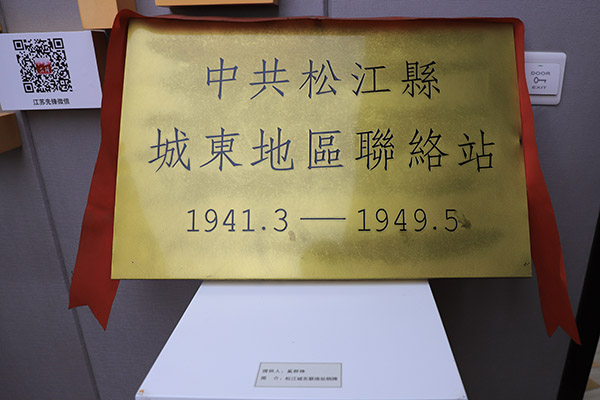 中共松江縣
城東地區聯絡站
1941.3—1949.5
江苏先锋微信
DOOR
EXIT